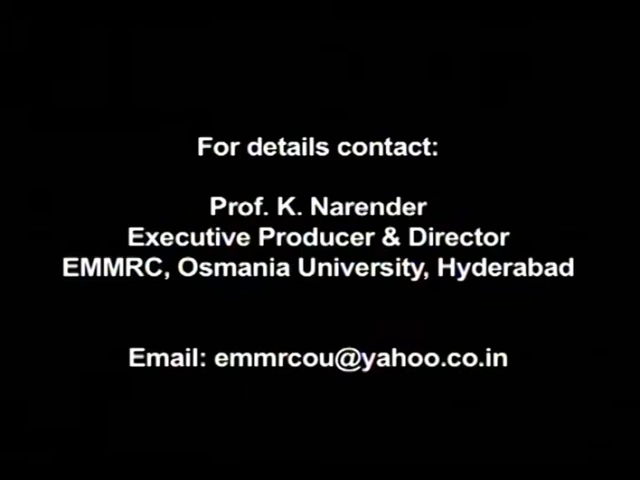 For details contact:
Prof. K. Narender
Executive Producer & Director
EMMRC, Osmania University, Hyderabad
Email: emmrcou@yahoo.co.in